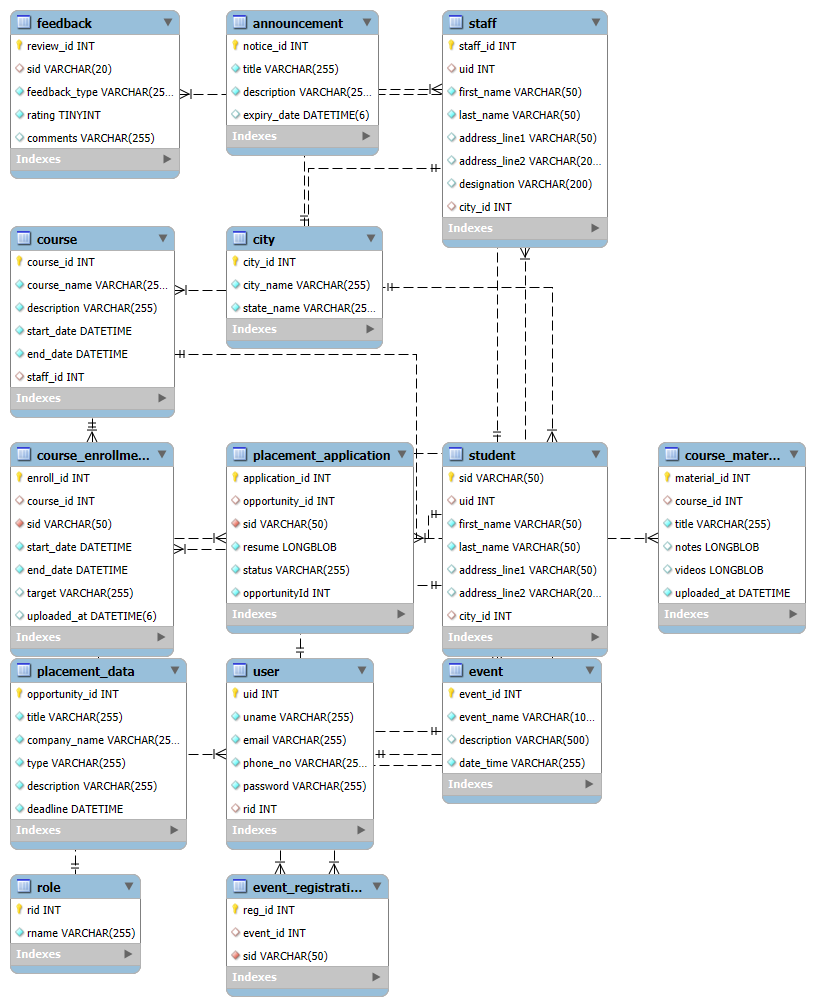 feedback
review_id INT
sid VARCHAR(20)
feedback_type VARCHAR(25...
rating TINYINT
comments VARCHAR(255)
Indexes
announcement
notice_id INT
title VARCHAR(255)
description VARCHAR(25...
expiry_date DATETIME(6)
Indexes
staff
staff_id INT
uid INT
first_name VARCHAR(50)
last_name VARCHAR(50)
address_line1 VARCHAR(50)
address_line2 VARCHAR(20...
designation VARCHAR(200)
city_id INT
Indexes
course
course_id INT
course_name VARCHAR(25...
description VARCHAR(255)
start_date DATETIME
end_date DATETIME
staff_id INT
Indexes
city
city_id INT
city_name VARCHAR(255)
state_name VARCHAR(25...
Indexes
course_enrollme...
enroll_id INT
course_id INT
sid VARCHAR(50)
start_date DATETIME
end_date DATETIME
target VARCHAR(255)
uploaded_at DATETIME(6)
Indexes
placement_application
application_id INT
opportunity_id INT
sid VARCHAR(50)
resume LONGBLOB
status VARCHAR(255)
opportunityId INT
Indexes
student
sid VARCHAR(50)
uid INT
first_name VARCHAR(50)
last_name VARCHAR(50)
address_line1 VARCHAR(50)
address_line2 VARCHAR(20...
city_id INT
Indexes
course_mater...
material_id INT
course_id INT
title VARCHAR(255)
notes LONGBLOB
videos LONGBLOB
uploaded_at DATETIME
Indexes
placement_data
opportunity_id INT
title VARCHAR(255)
company_name VARCHAR(25...
type VARCHAR(255)
description VARCHAR(255)
deadline DATETIME
Indexes
user
uid INT
uname VARCHAR(255)
email VARCHAR(255)
phone_no VARCHAR(25...
password VARCHAR(255)
rid INT
Indexes
event
event_id INT
event_name VARCHAR(10...
description VARCHAR(500)
date_time VARCHAR(255)
Indexes
role
rid INT
rname VARCHAR(255)
Indexes
event_registrati...
reg_id INT
event_id INT
sid VARCHAR(50)
Indexes